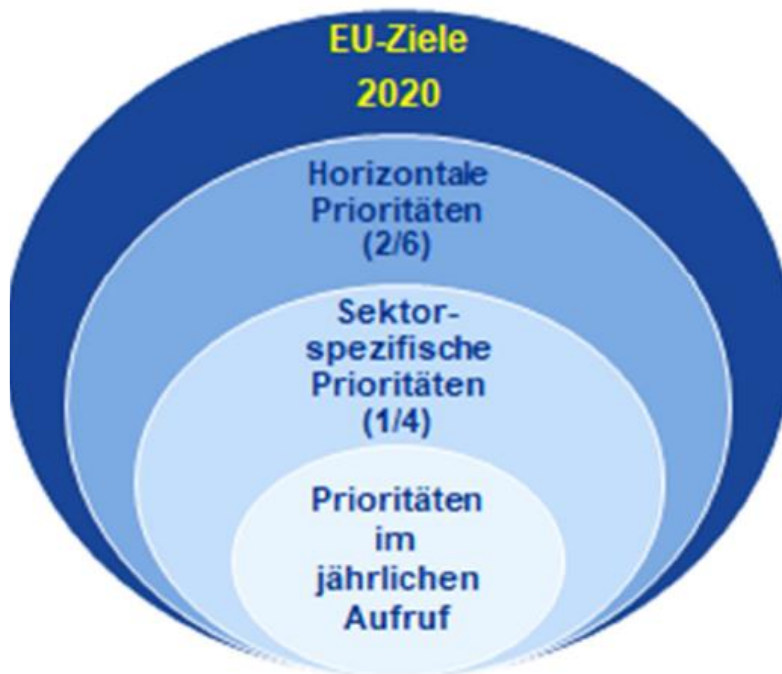 EU-Ziele
2020
Horizontale
Prioritäten
(2/6)
Sektor-
spezifische
Prioritäten
(1/4)
Prioritäten
im
jährlichen
Aufruf